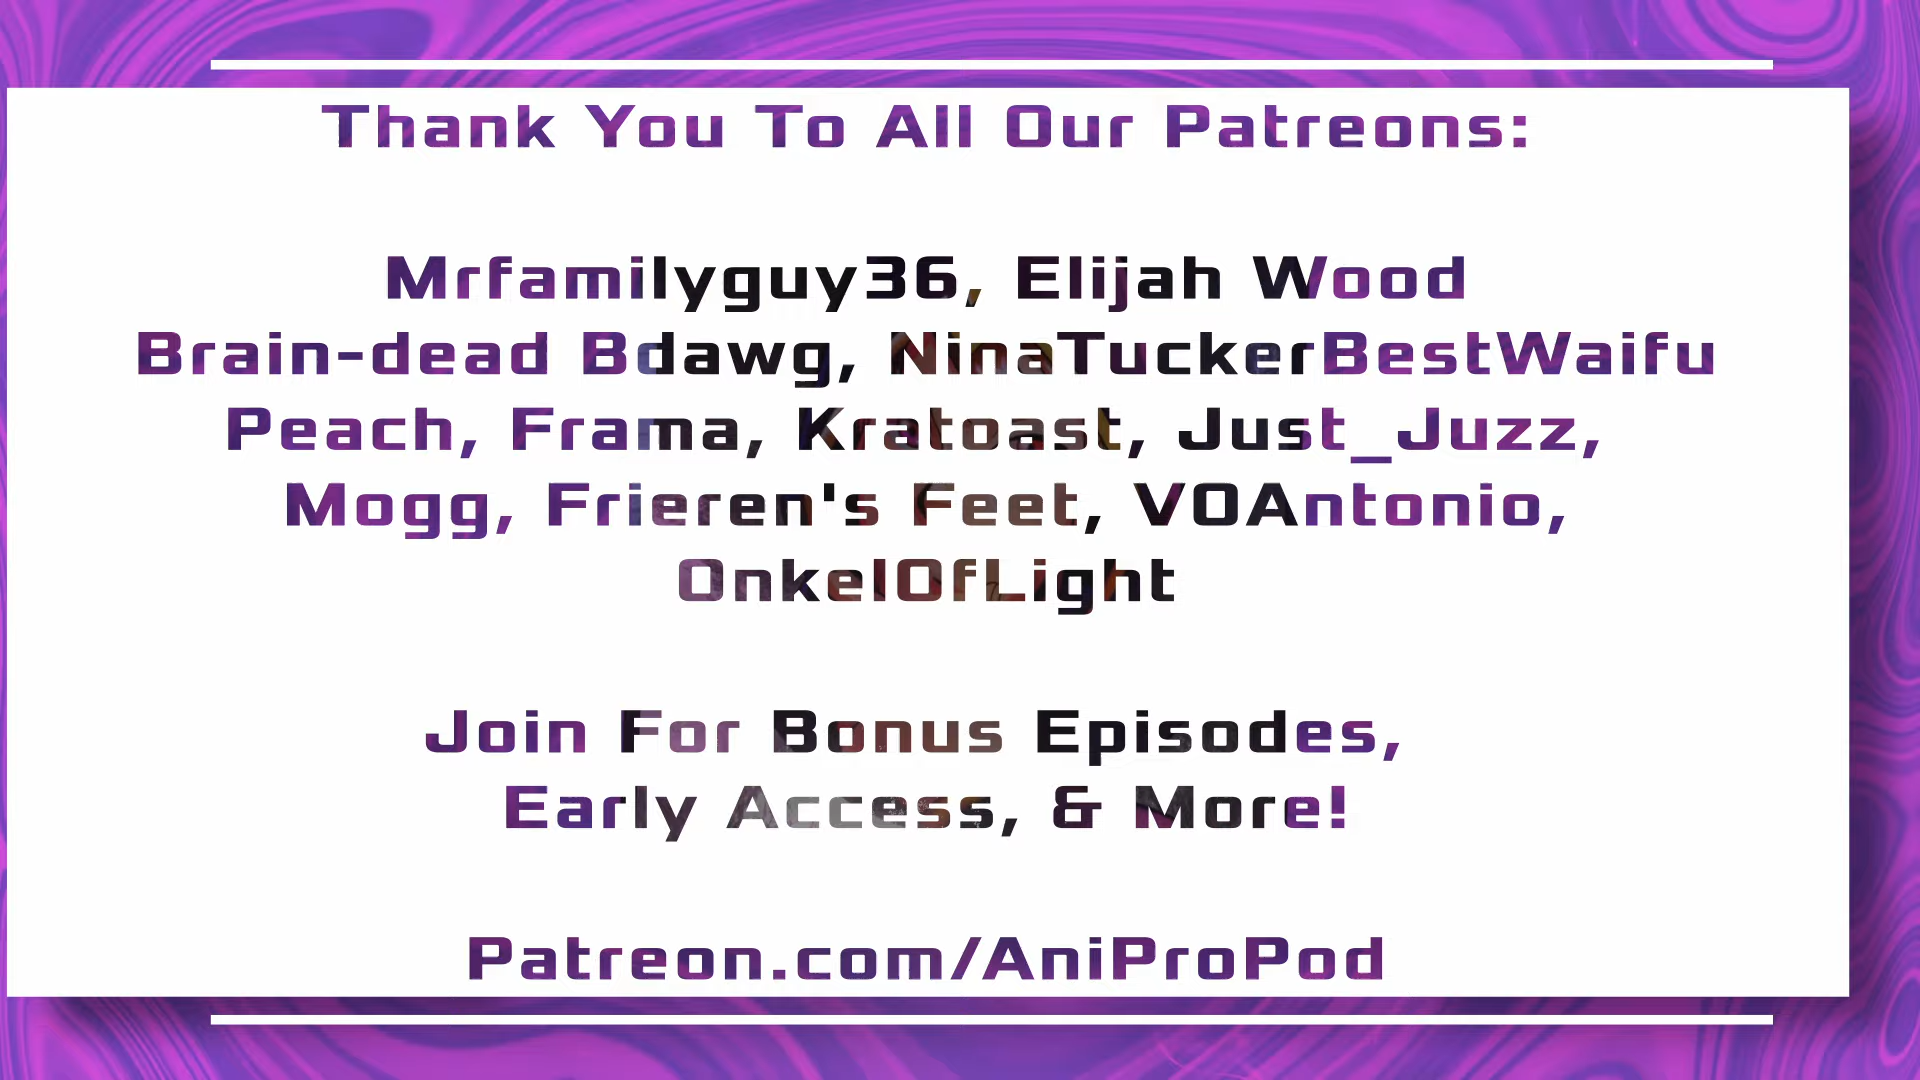 Thank You To All Our Patreons:
Mrfamilyguy36, Elijah Wood
Brain-dead Bdawg, NinaTuckerBestWaifu
Peach, Frama, Kratoast, Just_Juzz,
Mogg, Frieren's Feet, VOAntonio,
OnkelOfLight
Join For Bonus Episodes,
Early Access, & More!
Patreon.com/AniProPod